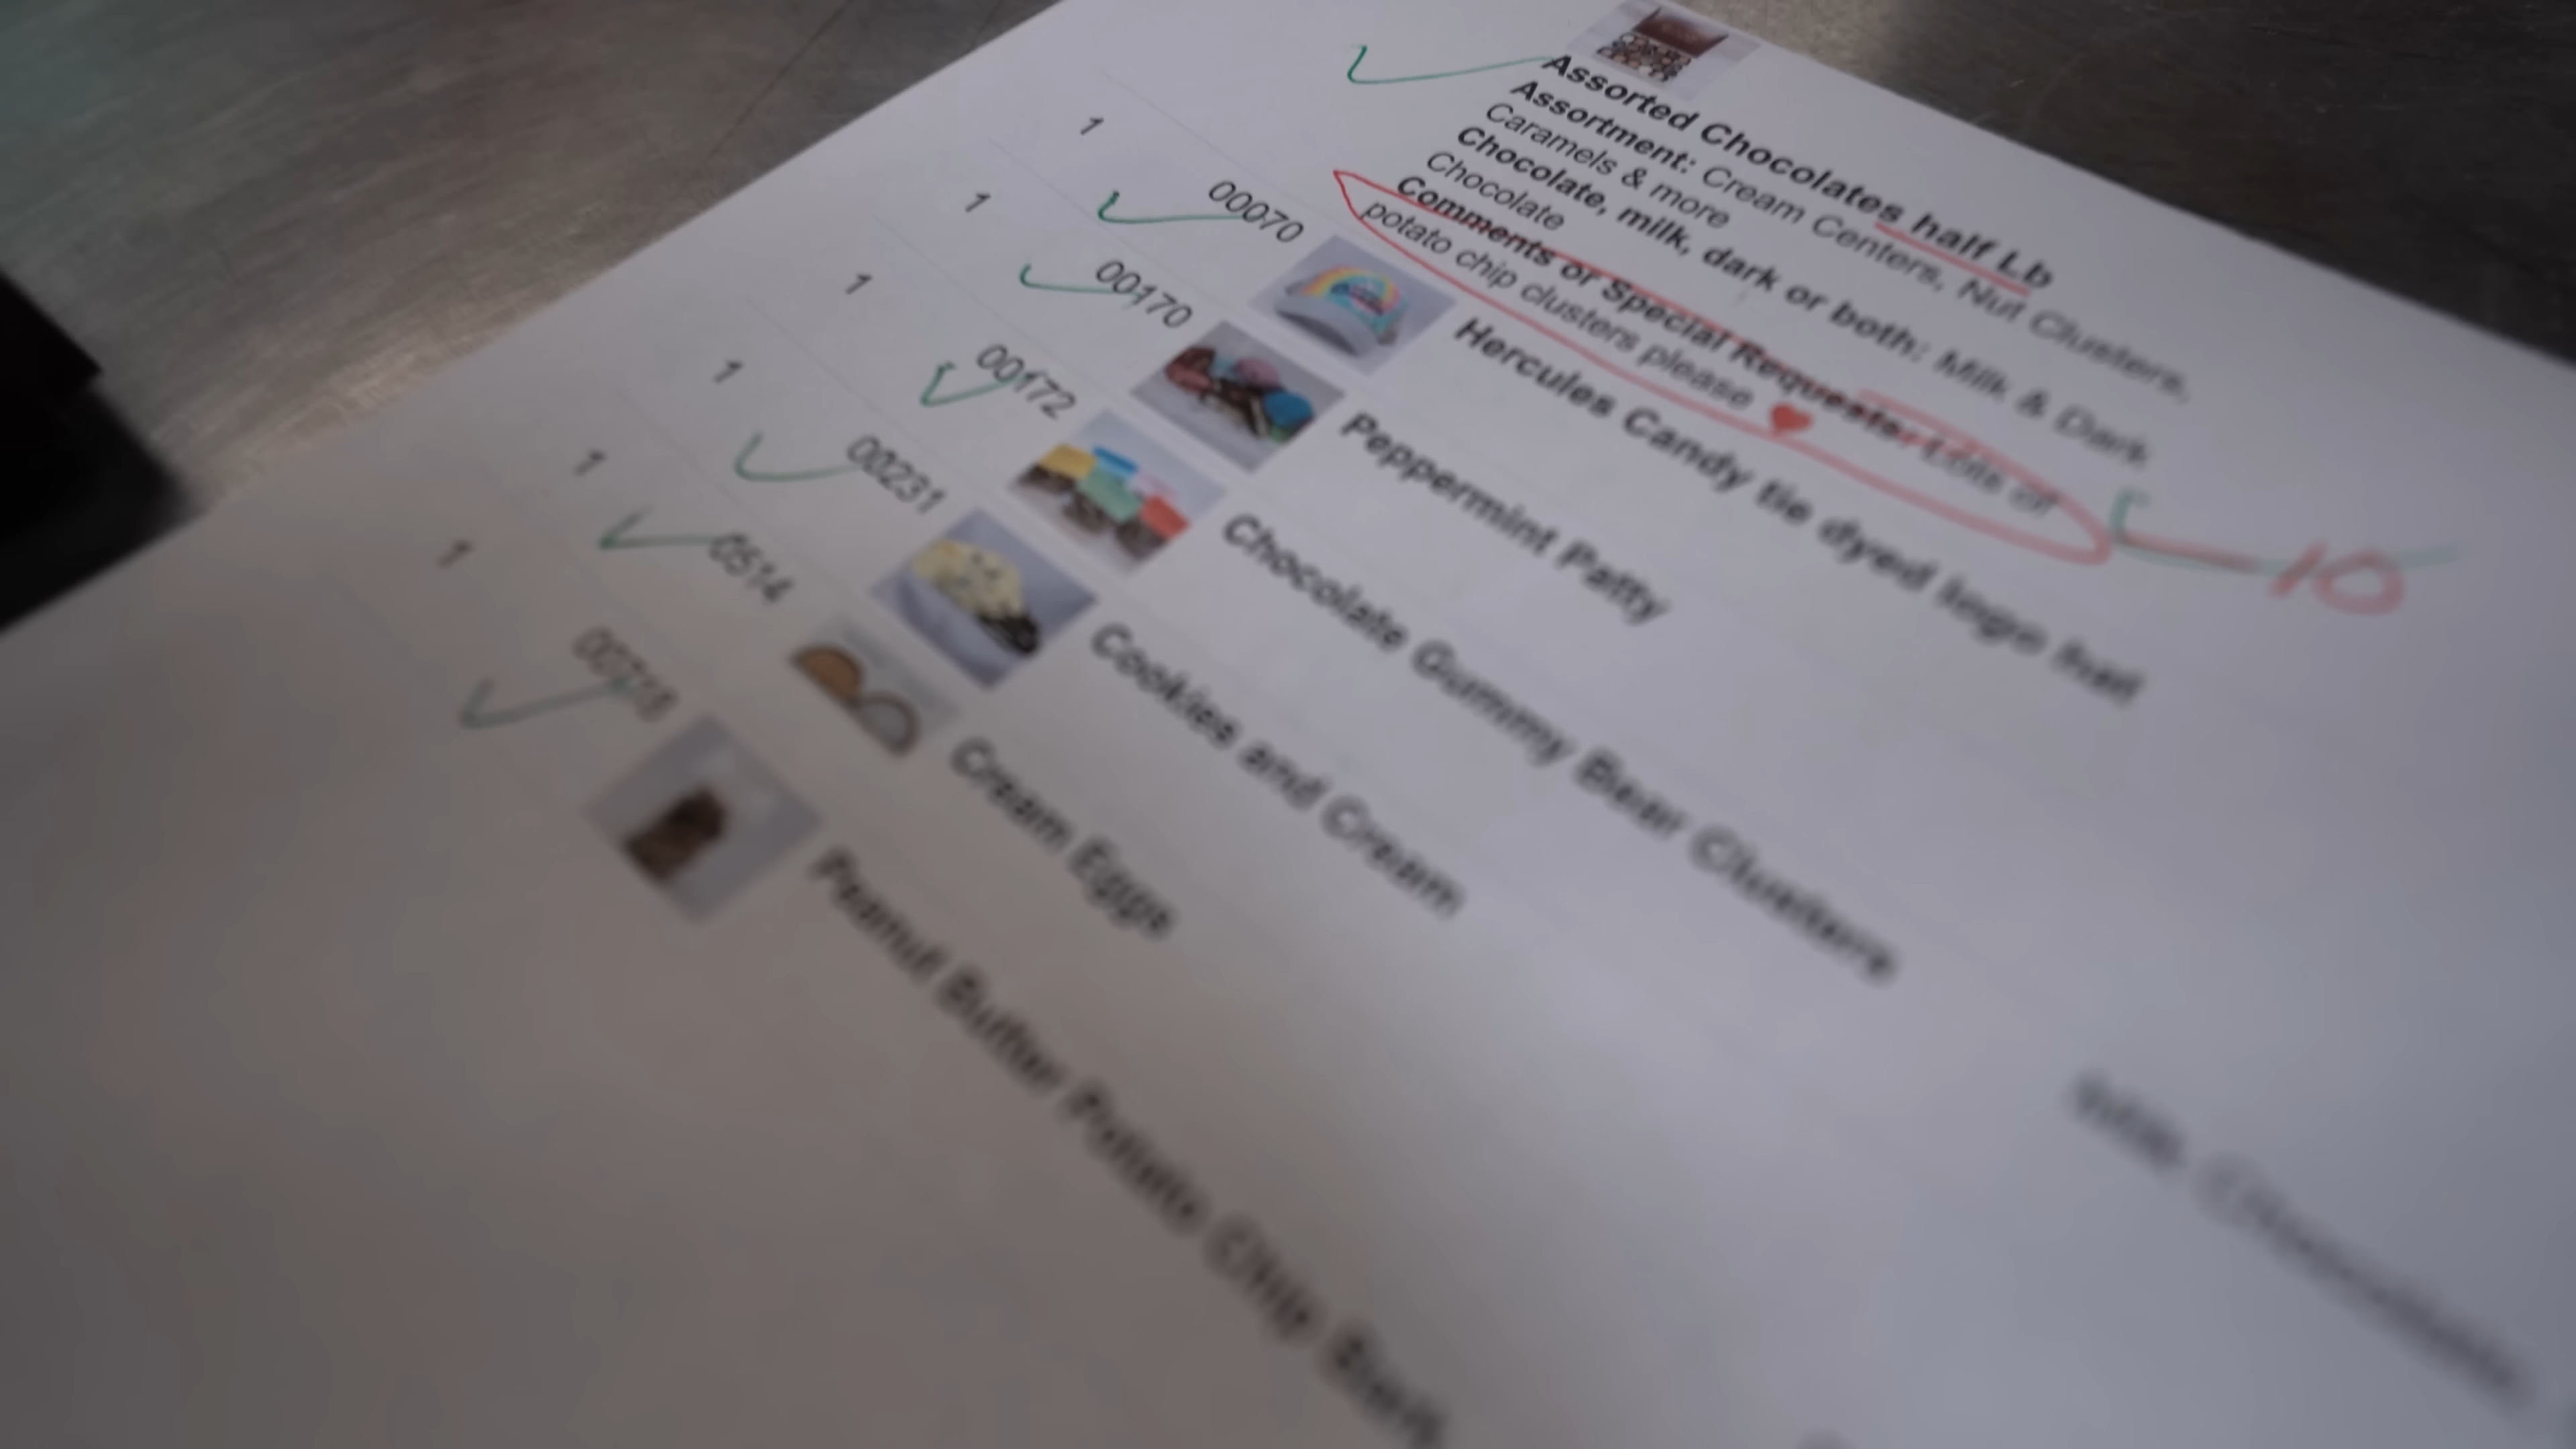 Assorted Chocolates half Lb
Assortment: Cream Centers, Nut Clusters,
Caramels & more
Chocolate, milk, dark or both: Milk & Dark
Chocolate
Comments or Special Requests: Lots of
potato chip clusters please ❤
10
1 00070 Hercules Candy tie dyed logo hat
1 00170 Peppermint Patty
1 00172 Chocolate Gummy Bear Clusters
1 00231 Cookies and Cream
1 0514 Cream Eggs
1 Peanut Butter Potato Chip Bark